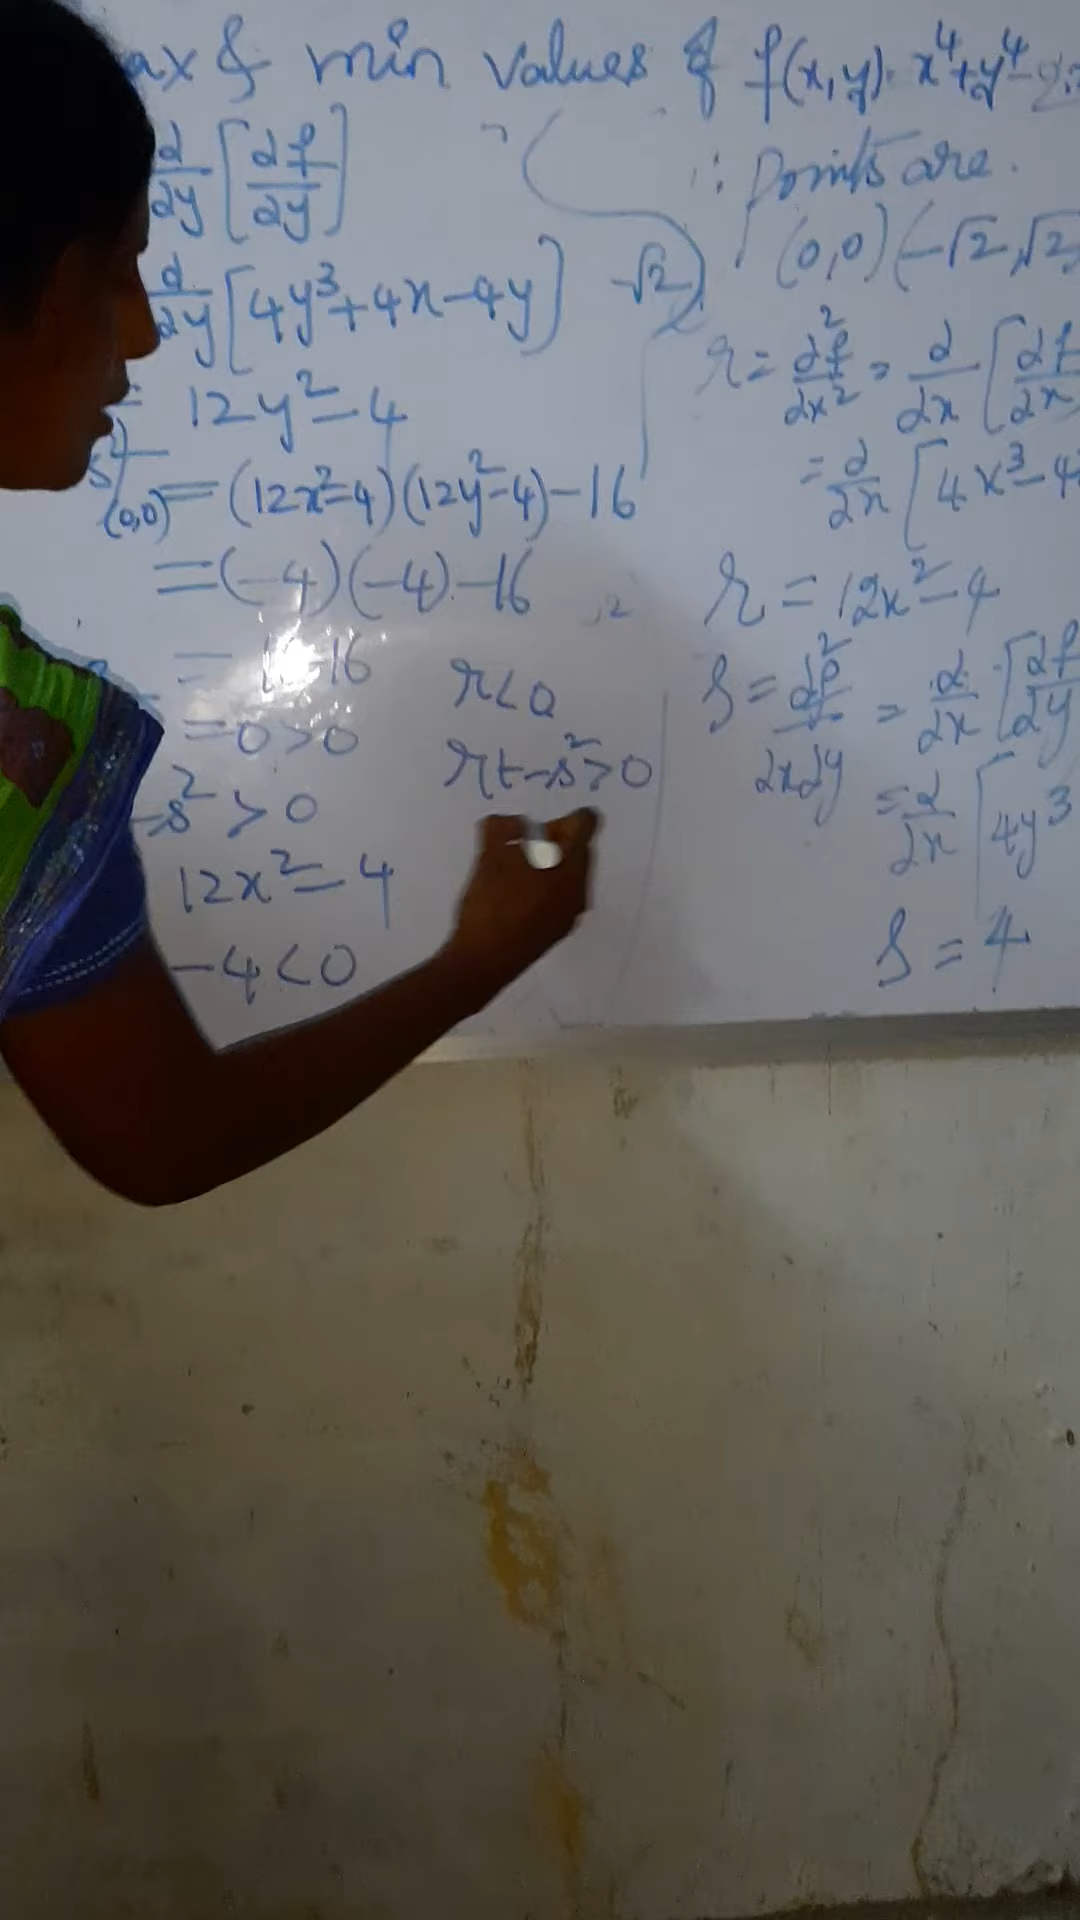 ax & min values of f(x,y). x⁴+y⁴-2x
∂/∂y [∂f/∂y]
∂/∂y [4y³+4x-4y]
= 12y²-4
s²)(0,0) = (12x²-4)(12y²-4)-16
=(-4)(-4)-16
= 16-16
=0>0
-s² > 0
12x²-4
-4<0
r<0
rt-s²>0
√2)
∴ Points are.
(0,0) (-√2,√2)
r = ∂²f/∂x² = ∂/∂x [∂f/∂x
= ∂/∂x [4x³-4
r = 12x²-4
s = ∂²f/∂x∂y = ∂/∂x [∂f/∂y
= ∂/∂x [4y³
s = 4